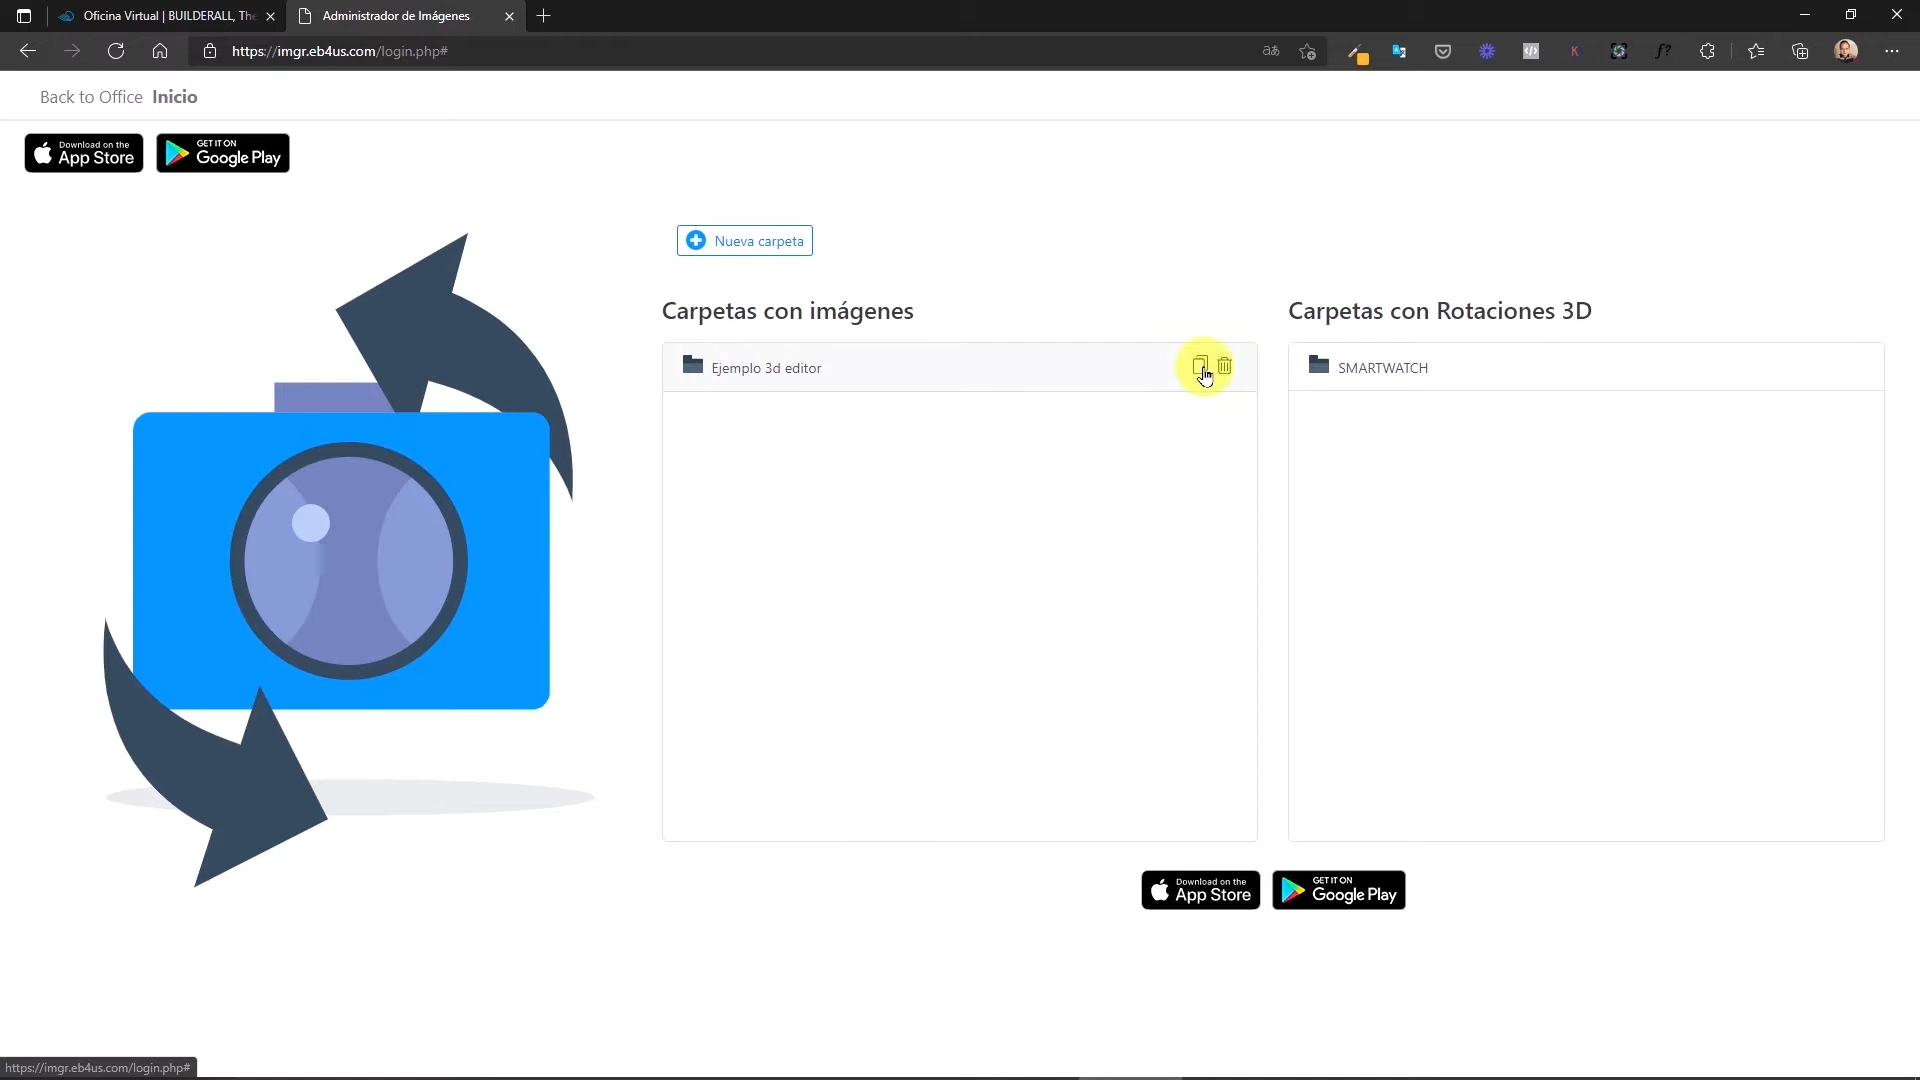 Oficina Virtual | BUILDERALL, The
Administrador de Imágenes
https://imgr.eb4us.com/login.php#
Back to Office Inicio
Download on the
App Store
GET IT ON
Google Play
Nueva carpeta
Carpetas con imágenes
Carpetas con Rotaciones 3D
Ejemplo 3d editor
SMARTWATCH
Download on the
App Store
GET IT ON
Google Play
https://imgr.eb4us.com/login.php#